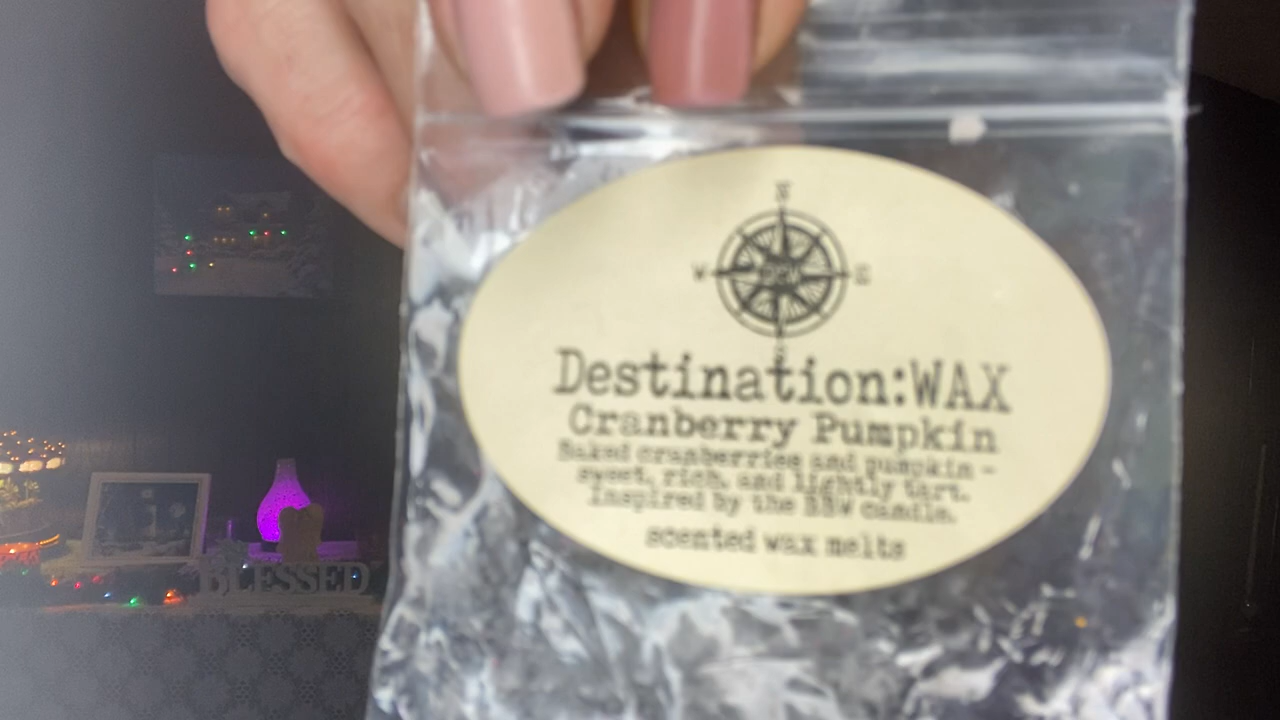 N
W E
S
Destination:WAX
Cranberry Pumpkin
Baked cranberries and pumpkin -
sweet, rich, and lightly tart.
Inspired by the BBW candle.
scented wax melts
BLESSED